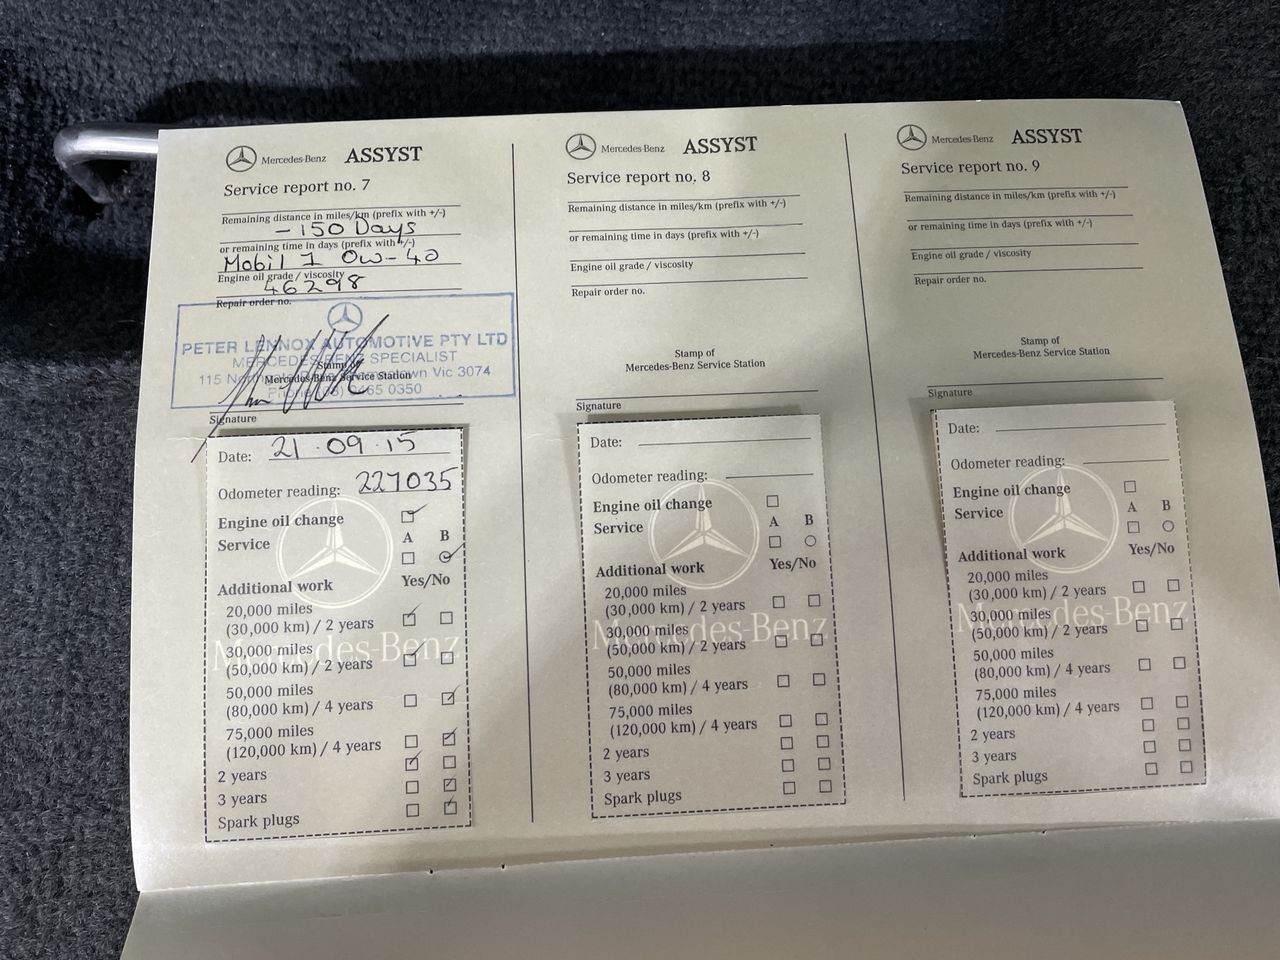 Mercedes-Benz ASSYST
Service report no. 7
Remaining distance in miles/km (prefix with +/-)
-150 Days
or remaining time in days (prefix with +/-)
Mobil 1 0w-40
Engine oil grade / viscosity
46298
Repair order no.
PETER LENNOX AUTOMOTIVE PTY LTD
MERCEDES-BENZ SPECIALIST
Stamp of
115 Vic 3074
Mercedes-Benz Service Station
9465 0350
Signature
Date: 21.09.15
Odometer reading: 227035
Engine oil change
Service A B
Additional work Yes/No
20,000 miles
(30,000 km) / 2 years
30,000 miles
(50,000 km) / 2 years
50,000 miles
(80,000 km) / 4 years
75,000 miles
(120,000 km) / 4 years
2 years
3 years
Spark plugs
Mercedes-Benz
Mercedes-Benz ASSYST
Service report no. 8
Remaining distance in miles/km (prefix with +/-)
or remaining time in days (prefix with +/-)
Engine oil grade / viscosity
Repair order no.
Stamp of
Mercedes-Benz Service Station
Signature
Date:
Odometer reading:
Engine oil change
Service A B
Additional work Yes/No
20,000 miles
(30,000 km) / 2 years
30,000 miles
(50,000 km) / 2 years
50,000 miles
(80,000 km) / 4 years
75,000 miles
(120,000 km) / 4 years
2 years
3 years
Spark plugs
Mercedes-Benz
Mercedes-Benz ASSYST
Service report no. 9
Remaining distance in miles/km (prefix with +/-)
or remaining time in days (prefix with +/-)
Engine oil grade / viscosity
Repair order no.
Stamp of
Mercedes-Benz Service Station
Signature
Date:
Odometer reading:
Engine oil change
Service A B
Additional work Yes/No
20,000 miles
(30,000 km) / 2 years
30,000 miles
(50,000 km) / 2 years
50,000 miles
(80,000 km) / 4 years
75,000 miles
(120,000 km) / 4 years
2 years
3 years
Spark plugs
Mercedes-Benz